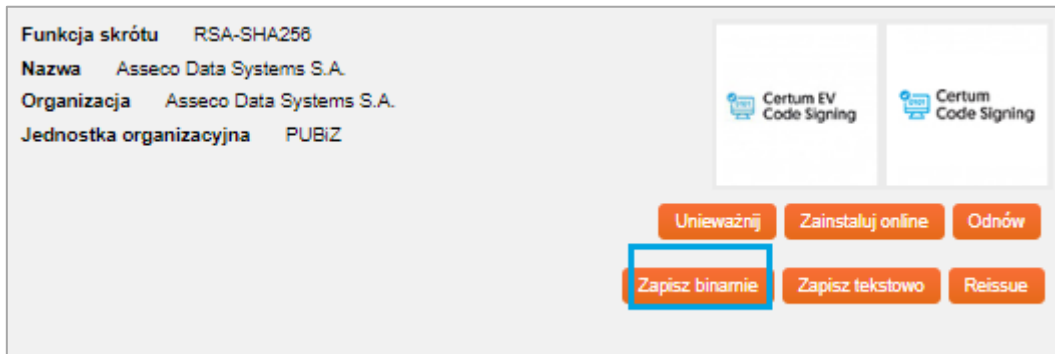 Funkcja skrótu RSA-SHA256
Nazwa Asseco Data Systems S.A.
Organizacja Asseco Data Systems S.A.
Jednostka organizacyjna PUBiZ
Certum EV
Code Signing
Certum
Code Signing
Unieważnij Zainstaluj online Odnów
Zapisz binarnie Zapisz tekstowo Reissue